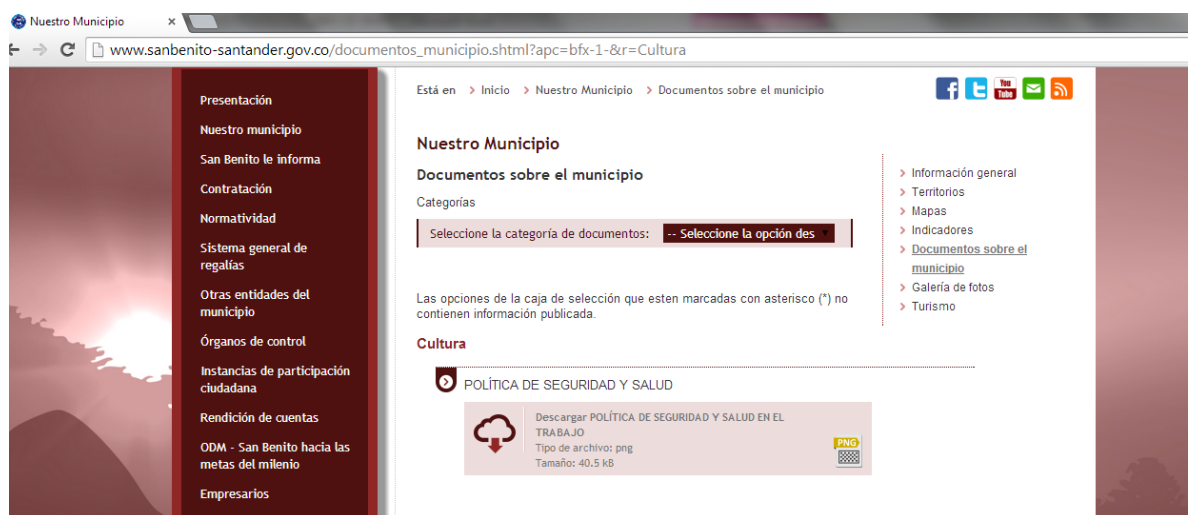 Nuestro Municipio
www.sanbenito-santander.gov.co/documentos_municipio.shtml?apc=bfx-1-&r=Cultura
Presentación
Nuestro municipio
San Benito le informa
Contratación
Normatividad
Sistema general de
regalías
Otras entidades del
municipio
Órganos de control
Instancias de participación
ciudadana
Rendición de cuentas
ODM - San Benito hacia las
metas del milenio
Empresarios
Está en > Inicio > Nuestro Municipio > Documentos sobre el municipio
You
Tube
Nuestro Municipio
Documentos sobre el municipio
Categorías
Seleccione la categoría de documentos: -- Seleccione la opción des
Las opciones de la caja de selección que esten marcadas con asterisco (*) no
contienen información publicada.
Cultura
POLÍTICA DE SEGURIDAD Y SALUD
Descargar POLÍTICA DE SEGURIDAD Y SALUD EN EL
TRABAJO
Tipo de archivo: png
Tamaño: 40.5 kB
PNG
> Información general
> Territorios
> Mapas
> Indicadores
> Documentos sobre el
municipio
> Galería de fotos
> Turismo